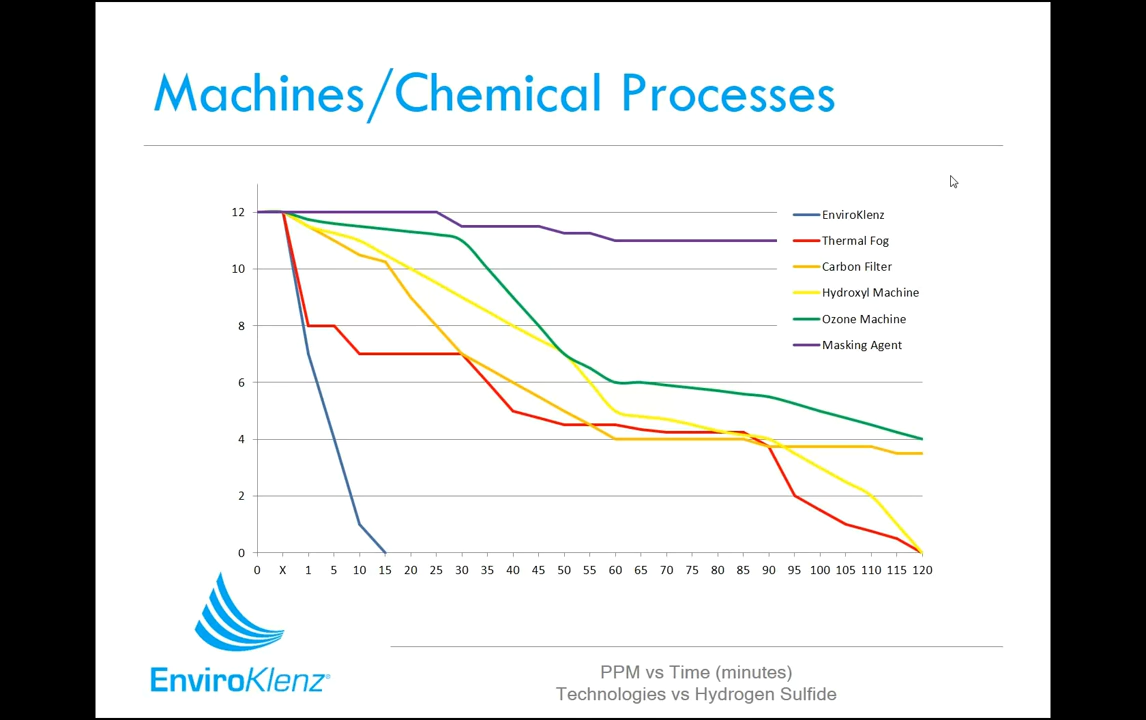 Machines/Chemical Processes
12
10
8
6
4
2
0
0 X 1 5 10 15 20 25 30 35 40 45 50 55 60 65 70 75 80 85 90 95 100 105 110 115 120
EnviroKlenz
Thermal Fog
Carbon Filter
Hydroxyl Machine
Ozone Machine
Masking Agent
EnviroKlenz®
PPM vs Time (minutes)
Technologies vs Hydrogen Sulfide